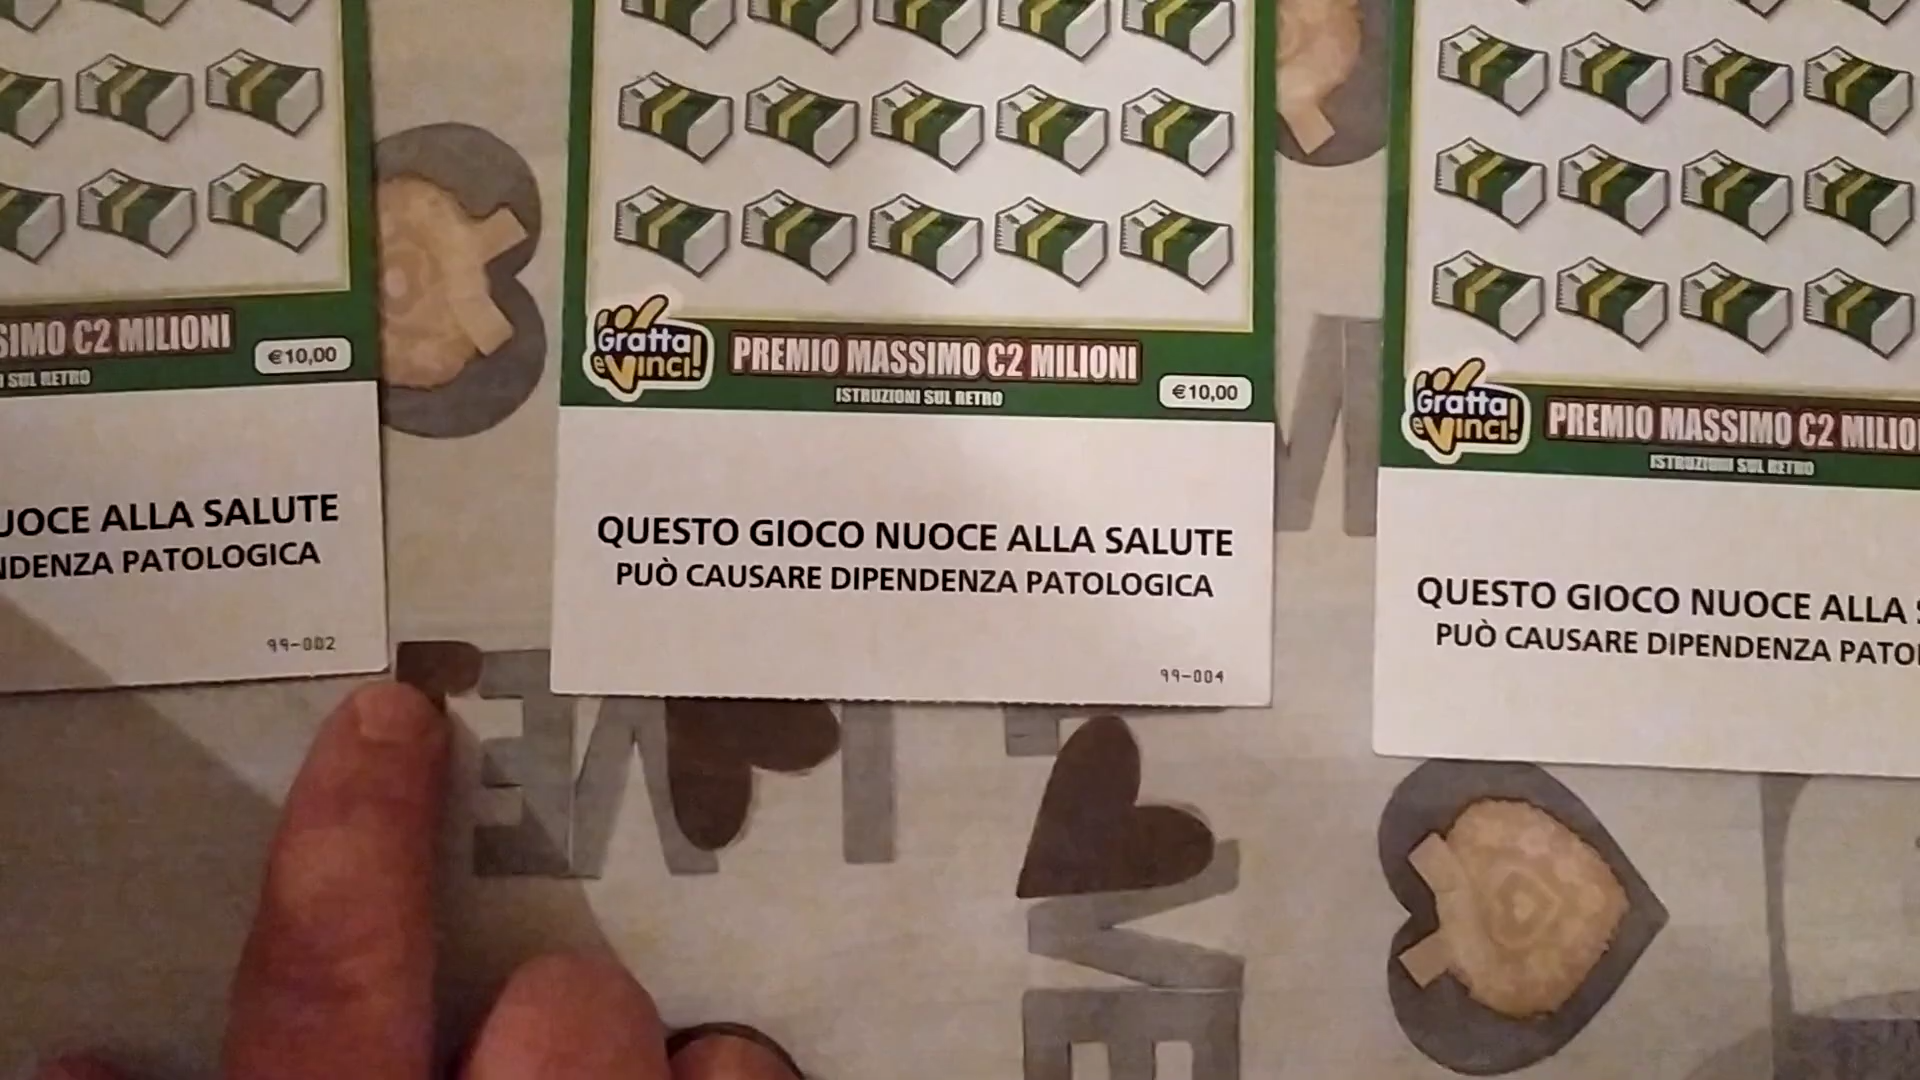 SIMO €2 MILIONI
€10,00
SUL RETRO
UOCE ALLA SALUTE
NDENZA PATOLOGICA
99-002
Gratta
e Vinci!
PREMIO MASSIMO €2 MILIONI
ISTRUZIONI SUL RETRO
€10,00
QUESTO GIOCO NUOCE ALLA SALUTE
PUÒ CAUSARE DIPENDENZA PATOLOGICA
99-004
Gratta
e Vinci!
PREMIO MASSIMO €2 MILIO
ISTRUZIONI SUL RETRO
QUESTO GIOCO NUOCE ALLA
PUÒ CAUSARE DIPENDENZA PATO